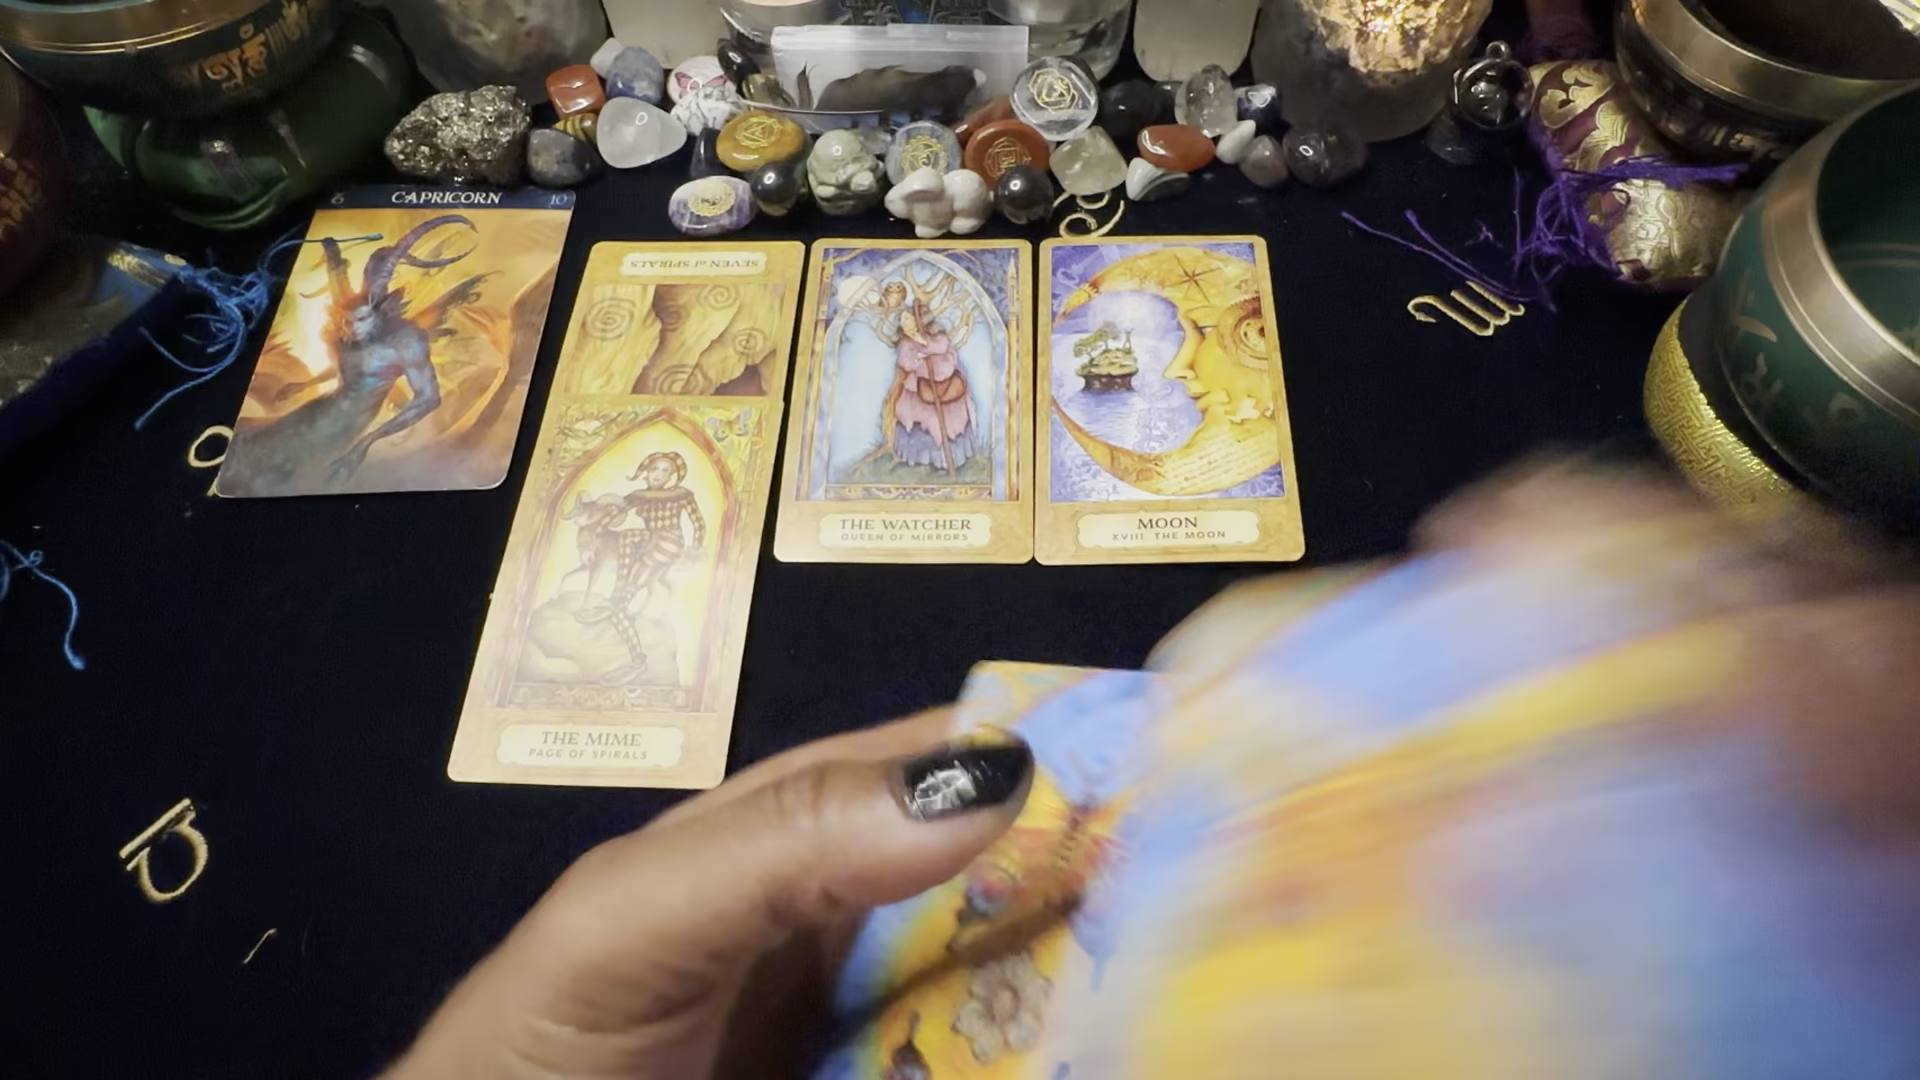 6 CAPRICORN 10
SEVEN of SPIRALS
THE MIME
PAGE OF SPIRALS
THE WATCHER
QUEEN OF MIRRORS
MOON
XVIII THE MOON